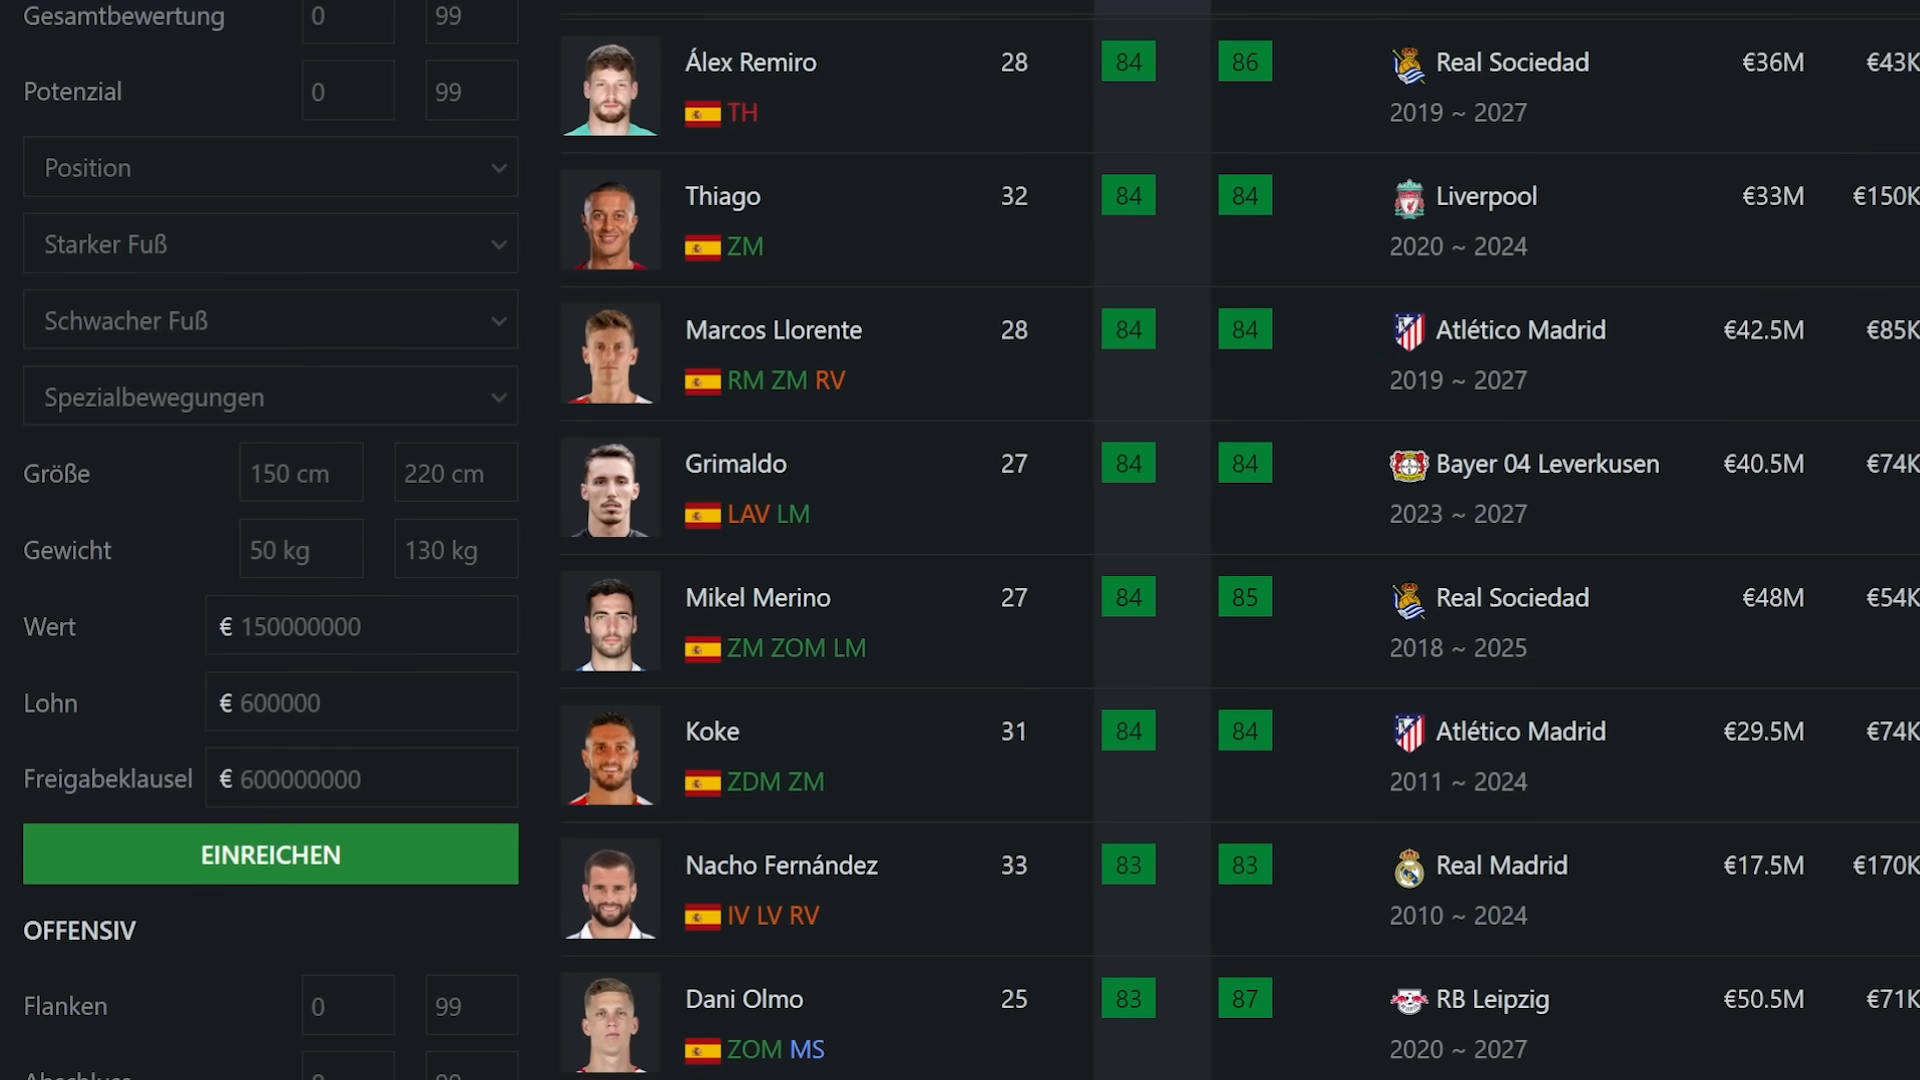 Gesamtbewertung 0 99
Potenzial 0 99
Position
Starker Fuß
Schwacher Fuß
Spezialbewegungen
Größe 150 cm 220 cm
Gewicht 50 kg 130 kg
Wert € 150000000
Lohn € 600000
Freigabeklausel € 600000000
EINREICHEN
OFFENSIV
Flanken 0 99
Álex Remiro 28 84 86 Real Sociedad €36M €43K
TH 2019 ~ 2027
Thiago 32 84 84 Liverpool €33M €150K
ZM 2020 ~ 2024
Marcos Llorente 28 84 84 Atlético Madrid €42.5M €85K
RM ZM RV 2019 ~ 2027
Grimaldo 27 84 84 Bayer 04 Leverkusen €40.5M €74K
LAV LM 2023 ~ 2027
Mikel Merino 27 84 85 Real Sociedad €48M €54K
ZM ZOM LM 2018 ~ 2025
Koke 31 84 84 Atlético Madrid €29.5M €74K
ZDM ZM 2011 ~ 2024
Nacho Fernández 33 83 83 Real Madrid €17.5M €170K
IV LV RV 2010 ~ 2024
Dani Olmo 25 83 87 RB Leipzig €50.5M €71K
ZOM MS 2020 ~ 2027